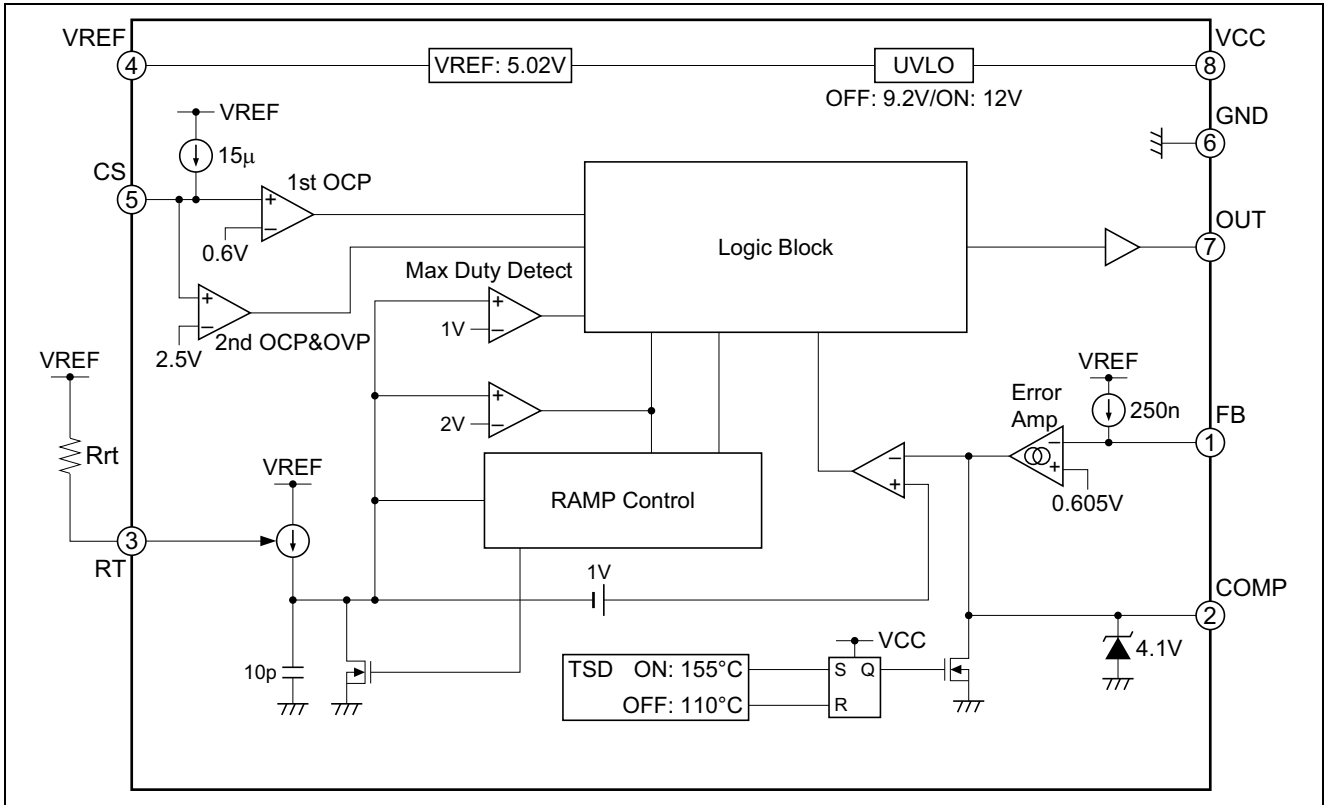 VREF
4
VREF: 5.02V
UVLO
OFF: 9.2V/ON: 12V
VCC
8
GND
6
VREF
15μ
CS
5
1st OCP
+
−
0.6V
+
−
2.5V
2nd OCP&OVP
Logic Block
OUT
7
Max Duty Detect
+
−
1V
+
−
2V
VREF
Rrt
VREF
3
RT
RAMP Control
−
+
Error
Amp
−
+
0.605V
VREF
250n
FB
1
1V
10p
COMP
2
4.1V
VCC
TSD ON: 155°C
OFF: 110°C
S Q
R